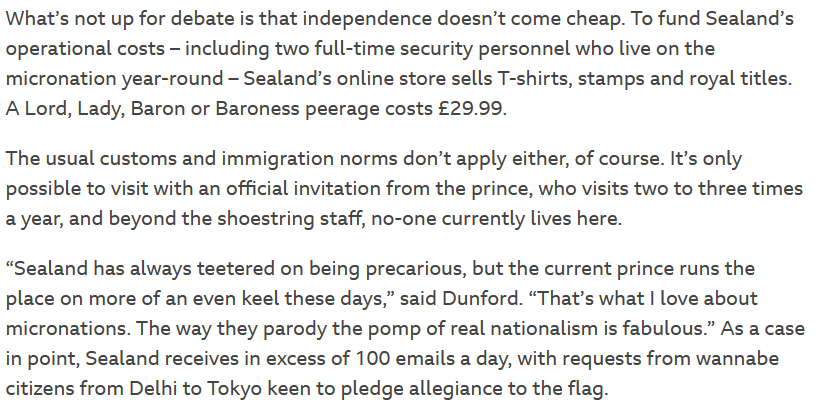 What’s not up for debate is that independence doesn’t come cheap. To fund Sealand’s
operational costs – including two full-time security personnel who live on the
micronation year-round – Sealand’s online store sells T-shirts, stamps and royal titles.
A Lord, Lady, Baron or Baroness peerage costs £29.99.
The usual customs and immigration norms don’t apply either, of course. It’s only
possible to visit with an official invitation from the prince, who visits two to three times
a year, and beyond the shoestring staff, no-one currently lives here.
“Sealand has always teetered on being precarious, but the current prince runs the
place on more of an even keel these days,” said Dunford. “That’s what I love about
micronations. The way they parody the pomp of real nationalism is fabulous.” As a case
in point, Sealand receives in excess of 100 emails a day, with requests from wannabe
citizens from Delhi to Tokyo keen to pledge allegiance to the flag.